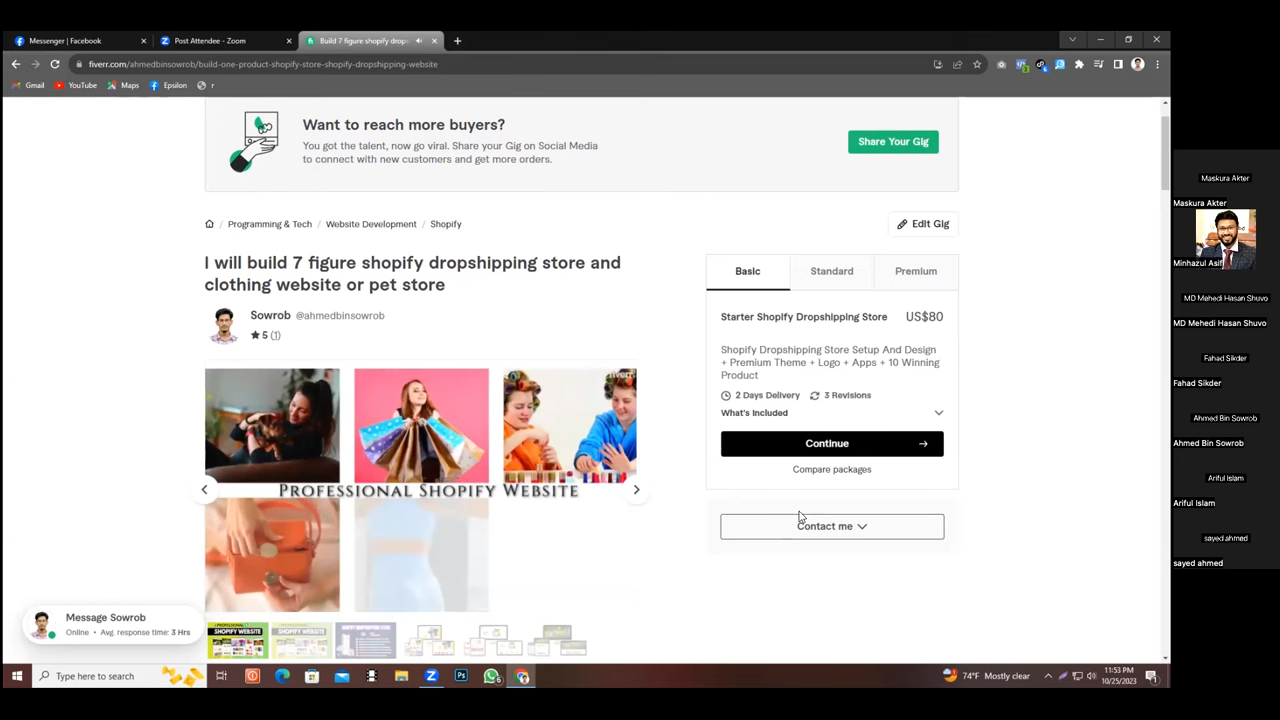 Messenger | Facebook
Post Attendee - Zoom
Build 7 figure shopify drops
fiverr.com/ahmedbinsowrob/build-one-product-shopify-store-shopify-dropshipping-website
Gmail
YouTube
Maps
Epsilon
r
Want to reach more buyers?
You got the talent, now go viral. Share your Gig on Social Media
to connect with new customers and get more orders.
Share Your Gig
Programming & Tech / Website Development / Shopify
Edit Gig
I will build 7 figure shopify dropshipping store and
clothing website or pet store
Sowrob @ahmedbinsowrob
5 (1)
Basic
Standard
Premium
Starter Shopify Dropshipping Store
US$80
Shopify Dropshipping Store Setup And Design
+ Premium Theme + Logo + Apps + 10 Winning
Product
2 Days Delivery
3 Revisions
What's Included
Continue
Compare packages
Contact me
fiverr.
PROFESSIONAL SHOPIFY WEBSITE
SHOPIFY WEBSITE
SHOPIFY WEBSITE
Message Sowrob
Online • Avg. response time: 3 Hrs
Type here to search
74°F Mostly clear
11:53 PM
10/25/2023
Maskura Akter
Maskura Akter
Minhazul Asif
MD Mehedi Hasan Shuvo
MD Mehedi Hasan Shuvo
Fahad Sikder
Fahad Sikder
Ahmed Bin Sowrob
Ahmed Bin Sowrob
Ariful Islam
Ariful Islam
sayed ahmed
sayed ahmed